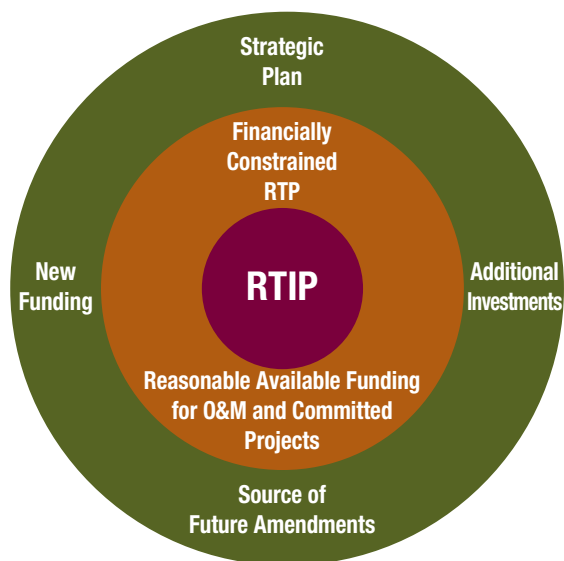 Strategic
Plan
Financially
Constrained
RTP
New
Funding
RTIP
Additional
Investments
Reasonable Available Funding
for O&M and Committed
Projects
Source of
Future Amendments